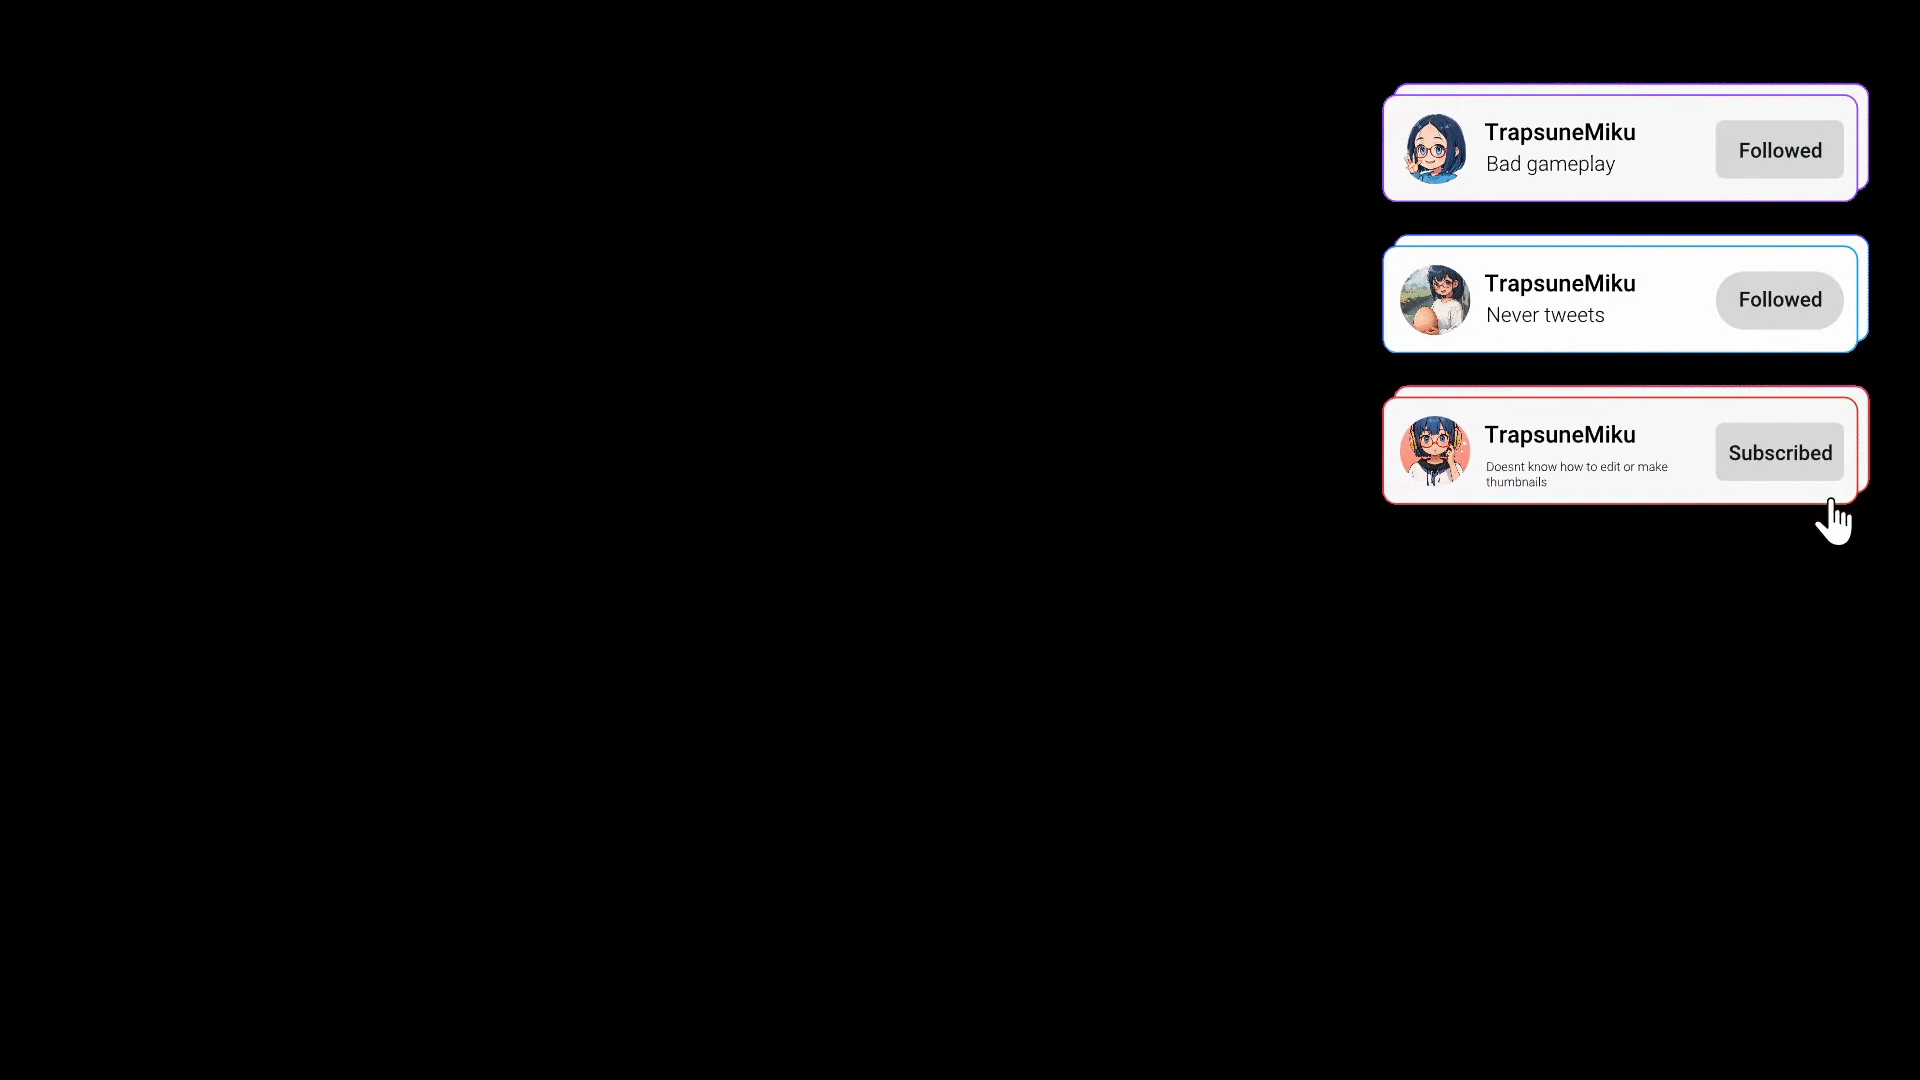 TrapsuneMiku
Bad gameplay
Followed
TrapsuneMiku
Never tweets
Followed
TrapsuneMiku
Doesnt know how to edit or make
thumbnails
Subscribed